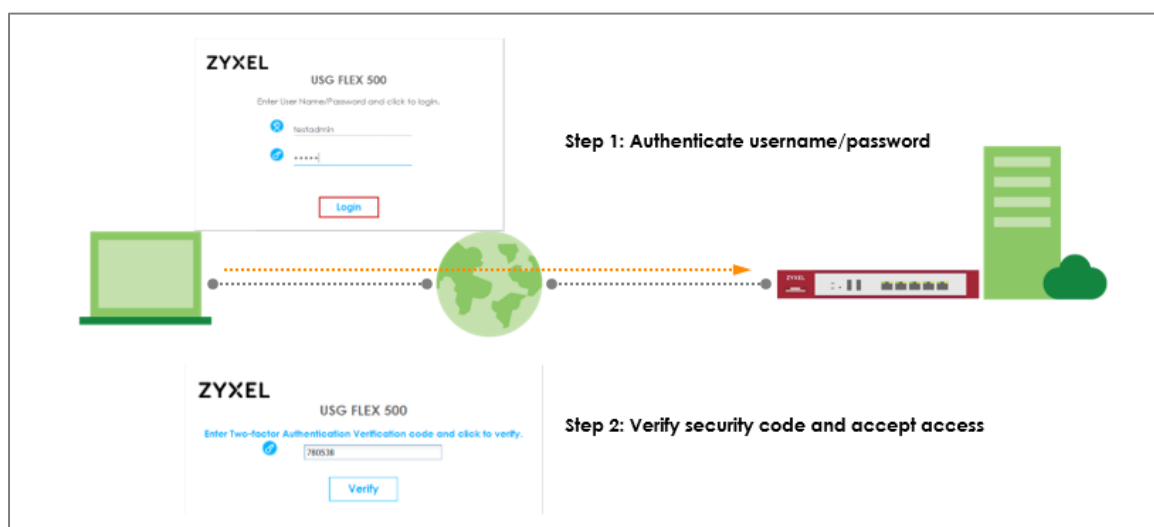 ZYXEL
USG FLEX 500
Enter User Name/Password and click to login.
testadmin
Login
Step 1: Authenticate username/password
ZYXEL
ZYXEL
USG FLEX 500
Enter Two-factor Authentication Verification code and click to verify.
780538
Verify
Step 2: Verify security code and accept access